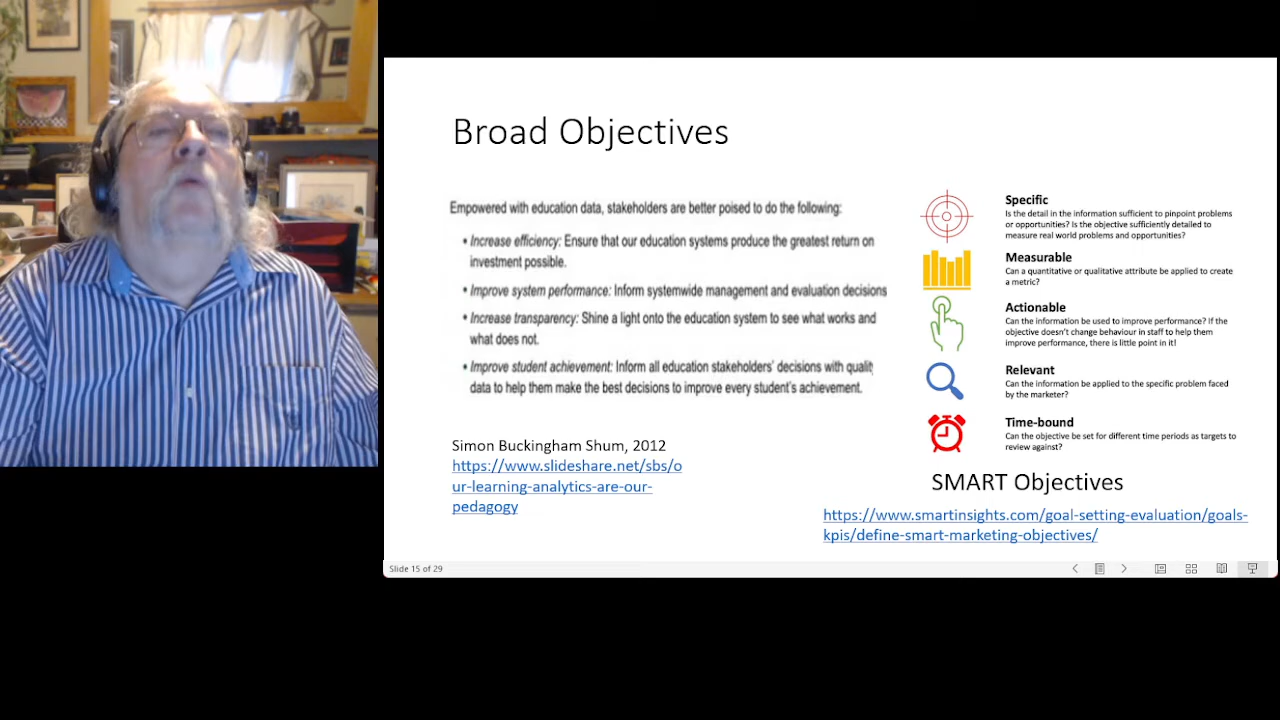 Broad Objectives
Empowered with education data, stakeholders are better poised to do the following:
• Increase efficiency: Ensure that our education systems produce the greatest return on
investment possible.
• Improve system performance: Inform systemwide management and evaluation decisions
• Increase transparency: Shine a light onto the education system to see what works and
what does not.
• Improve student achievement: Inform all education stakeholders' decisions with quality
data to help them make the best decisions to improve every student's achievement.
Simon Buckingham Shum, 2012
https://www.slideshare.net/sbs/o
ur-learning-analytics-are-our-
pedagogy
Specific
Is the detail in the information sufficient to pinpoint problems
or opportunities? Is the objective sufficiently detailed to
measure real world problems and opportunities?
Measurable
Can a quantitative or qualitative attribute be applied to create
a metric?
Actionable
Can the information be used to improve performance? If the
objective doesn't change behaviour in staff to help them
improve performance, there is little point in it!
Relevant
Can the information be applied to the specific problem faced
by the marketer?
Time-bound
Can the objective be set for different time periods as targets to
review against?
SMART Objectives
https://www.smartinsights.com/goal-setting-evaluation/goals-
kpis/define-smart-marketing-objectives/
Slide 15 of 29